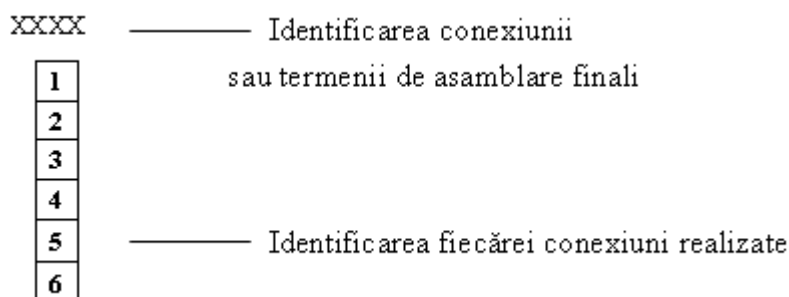 XXXX Identificarea conexiunii
1 sau termenii de asamblare finali
2
3
4
5 Identificarea fiecărei conexiuni realizate
6